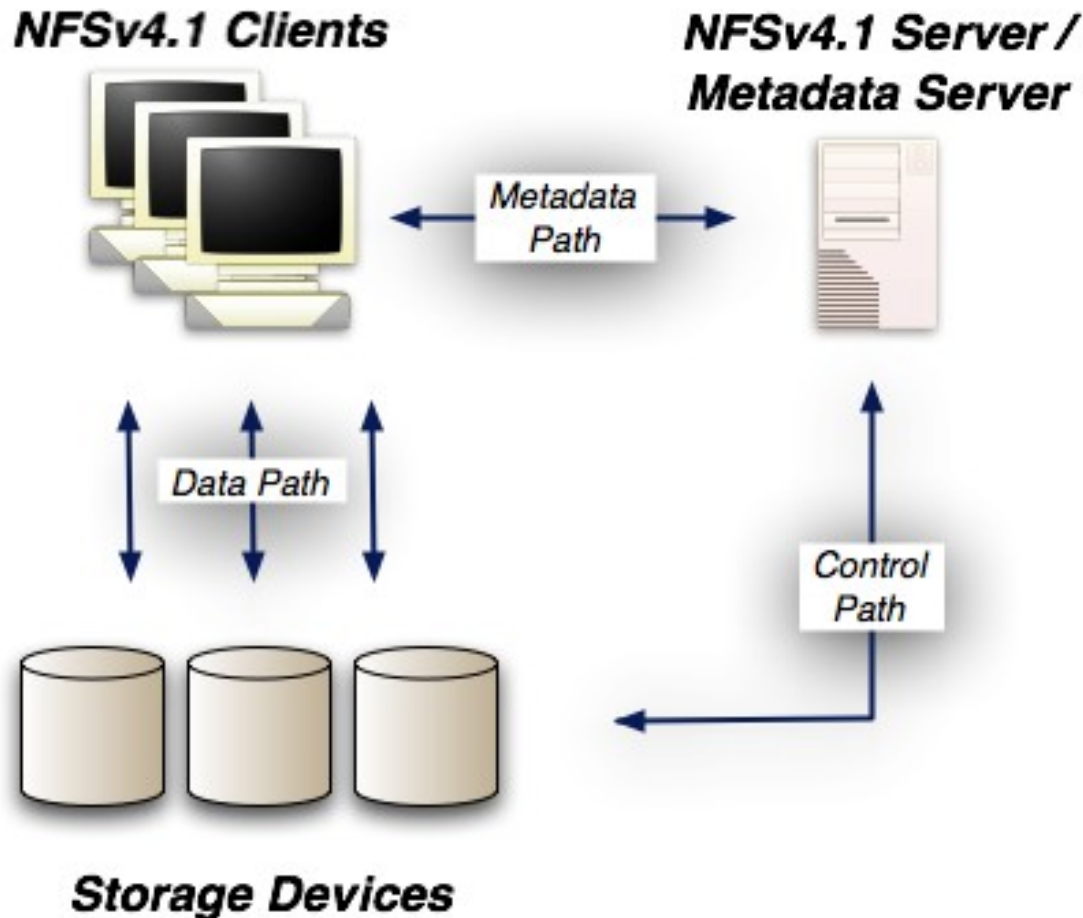 NFSv4.1 Clients
NFSv4.1 Server /
Metadata Server
Metadata
Path
Data Path
Control
Path
Storage Devices